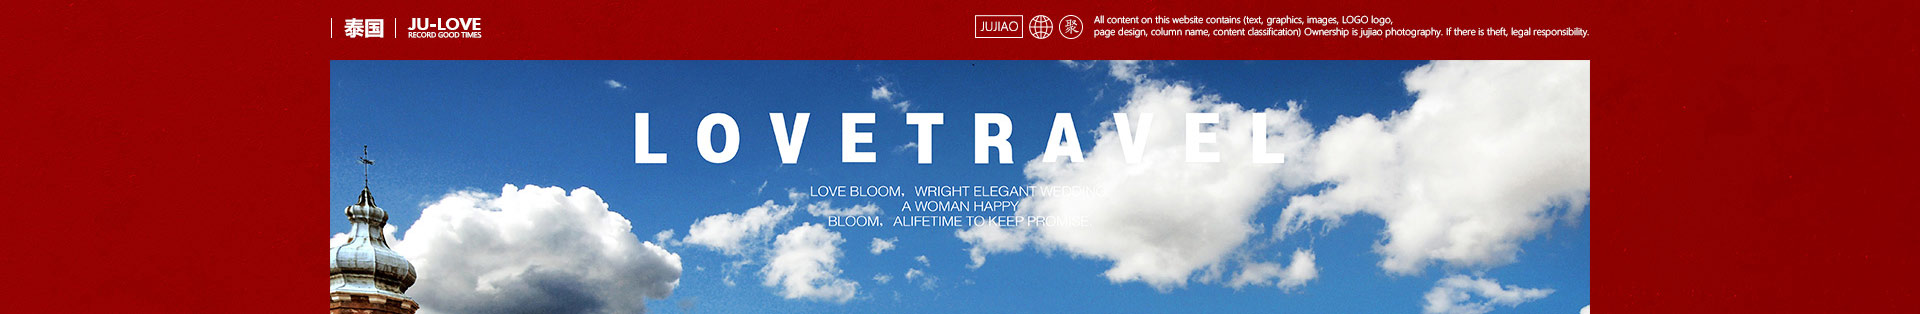 泰国
JU-LOVE
RECORD GOOD TIMES
JUJIAO
聚
All content on this website contains (text, graphics, images, LOGO logo,
page design, column name, content classification) Ownership is jujiao photography. If there is theft, legal responsibility.
LOVETRAVEL
LOVE BLOOM，WRIGHT ELEGANT WEDDING
A WOMAN HAPPY
BLOOM，ALIFETIME TO KEEP PROMISE.